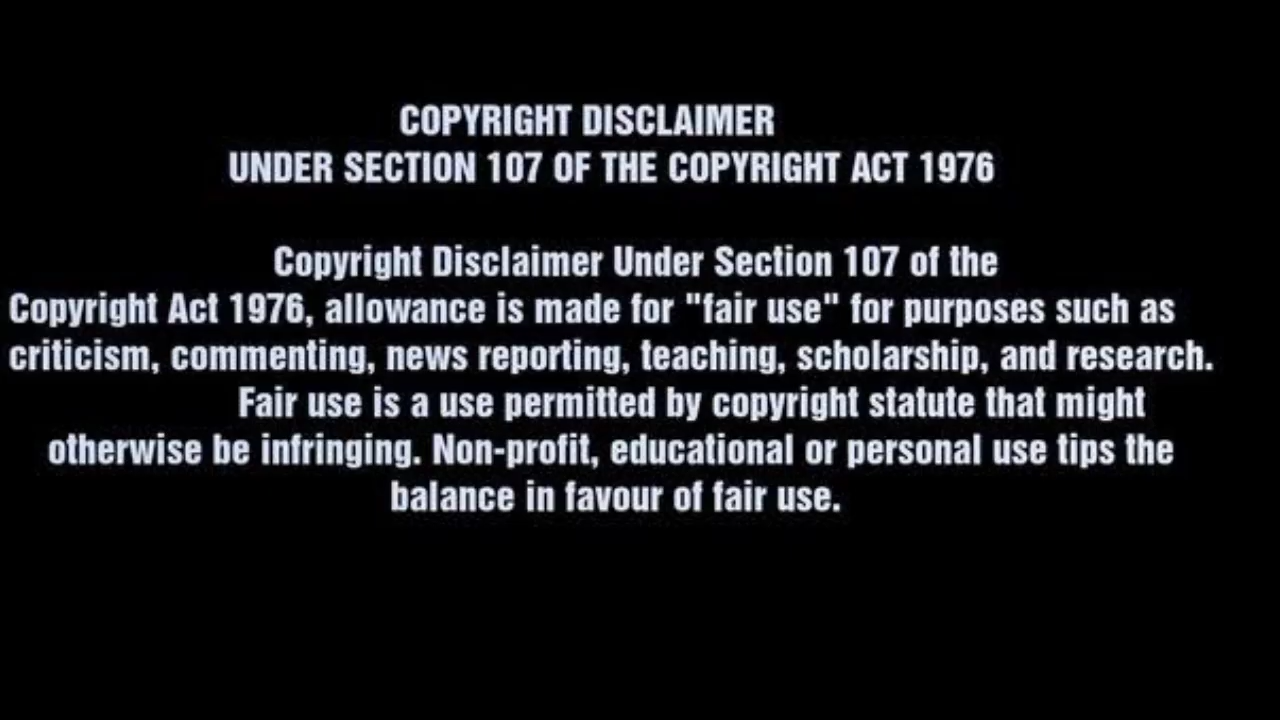 COPYRIGHT DISCLAIMER
UNDER SECTION 107 OF THE COPYRIGHT ACT 1976
Copyright Disclaimer Under Section 107 of the
Copyright Act 1976, allowance is made for "fair use" for purposes such as
criticism, commenting, news reporting, teaching, scholarship, and research.
Fair use is a use permitted by copyright statute that might
otherwise be infringing. Non-profit, educational or personal use tips the
balance in favour of fair use.